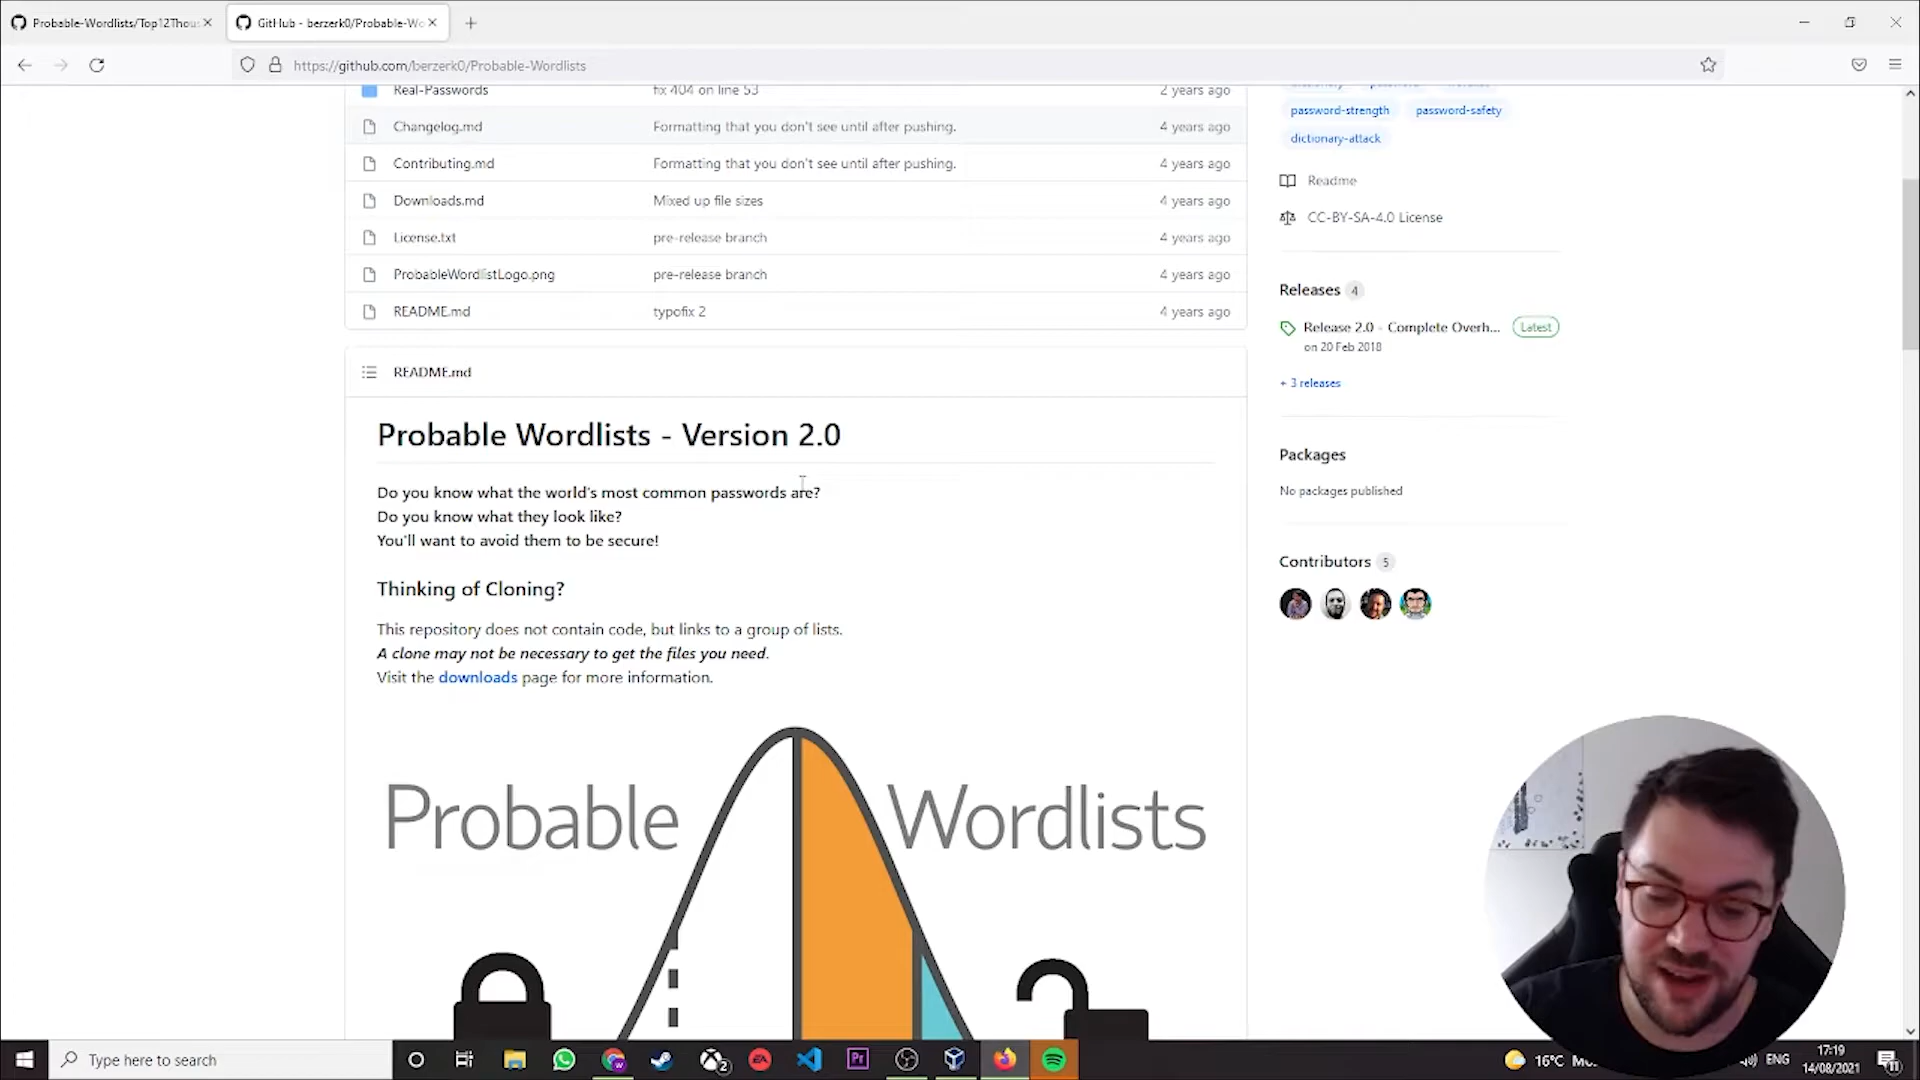 Probable-Wordlists/Top12Thou
GitHub - berzerk0/Probable-Wo
https://github.com/berzerk0/Probable-Wordlists
Real-Passwords fix 404 on line 53 2 years ago
Changelog.md Formatting that you don't see until after pushing. 4 years ago
Contributing.md Formatting that you don't see until after pushing. 4 years ago
Downloads.md Mixed up file sizes 4 years ago
License.txt pre-release branch 4 years ago
ProbableWordlistLogo.png pre-release branch 4 years ago
README.md typofix 2 4 years ago
README.md
Probable Wordlists - Version 2.0
Do you know what the world's most common passwords are?
Do you know what they look like?
You'll want to avoid them to be secure!
Thinking of Cloning?
This repository does not contain code, but links to a group of lists.
A clone may not be necessary to get the files you need.
Visit the downloads page for more information.
Probable Wordlists
password-strength password-safety
dictionary-attack
Readme
CC-BY-SA-4.0 License
Releases 4
Release 2.0 - Complete Overh... Latest
on 20 Feb 2018
+ 3 releases
Packages
No packages published
Contributors 5
Type here to search
Pr
EA
2
16°C
ENG
17:19
14/08/2021